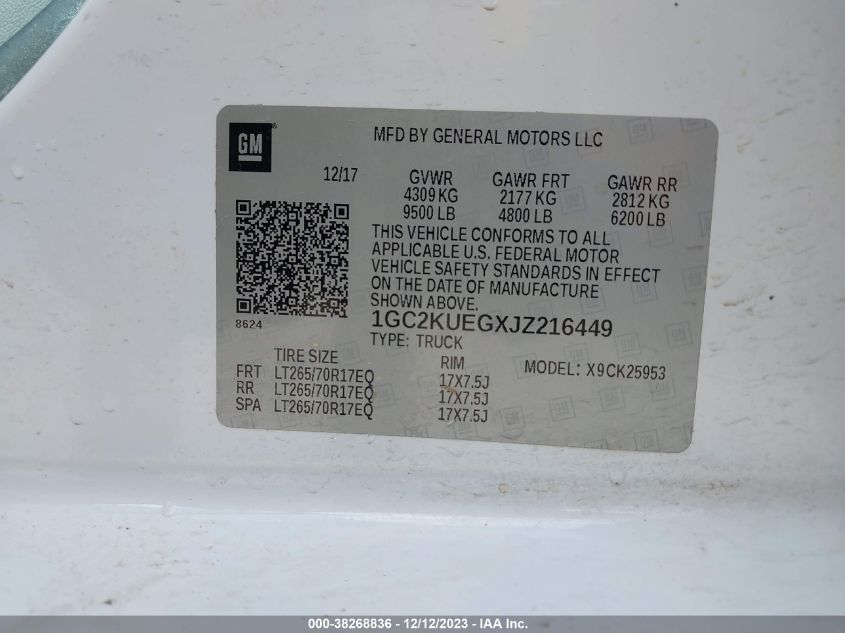 GM
MFD BY GENERAL MOTORS LLC
12/17
GVWR GAWR FRT GAWR RR
4309 KG 2177 KG 2812 KG
9500 LB 4800 LB 6200 LB
THIS VEHICLE CONFORMS TO ALL
APPLICABLE U.S. FEDERAL MOTOR
VEHICLE SAFETY STANDARDS IN EFFECT
ON THE DATE OF MANUFACTURE
SHOWN ABOVE.
8624
1GC2KUEGXJZ216449
TYPE: TRUCK
TIRE SIZE RIM MODEL: X9CK25953
FRT LT265/70R17EQ 17X7.5J
RR LT265/70R17EQ 17X7.5J
SPA LT265/70R17EQ 17X7.5J
000-38268836 - 12/12/2023 - IAA Inc.